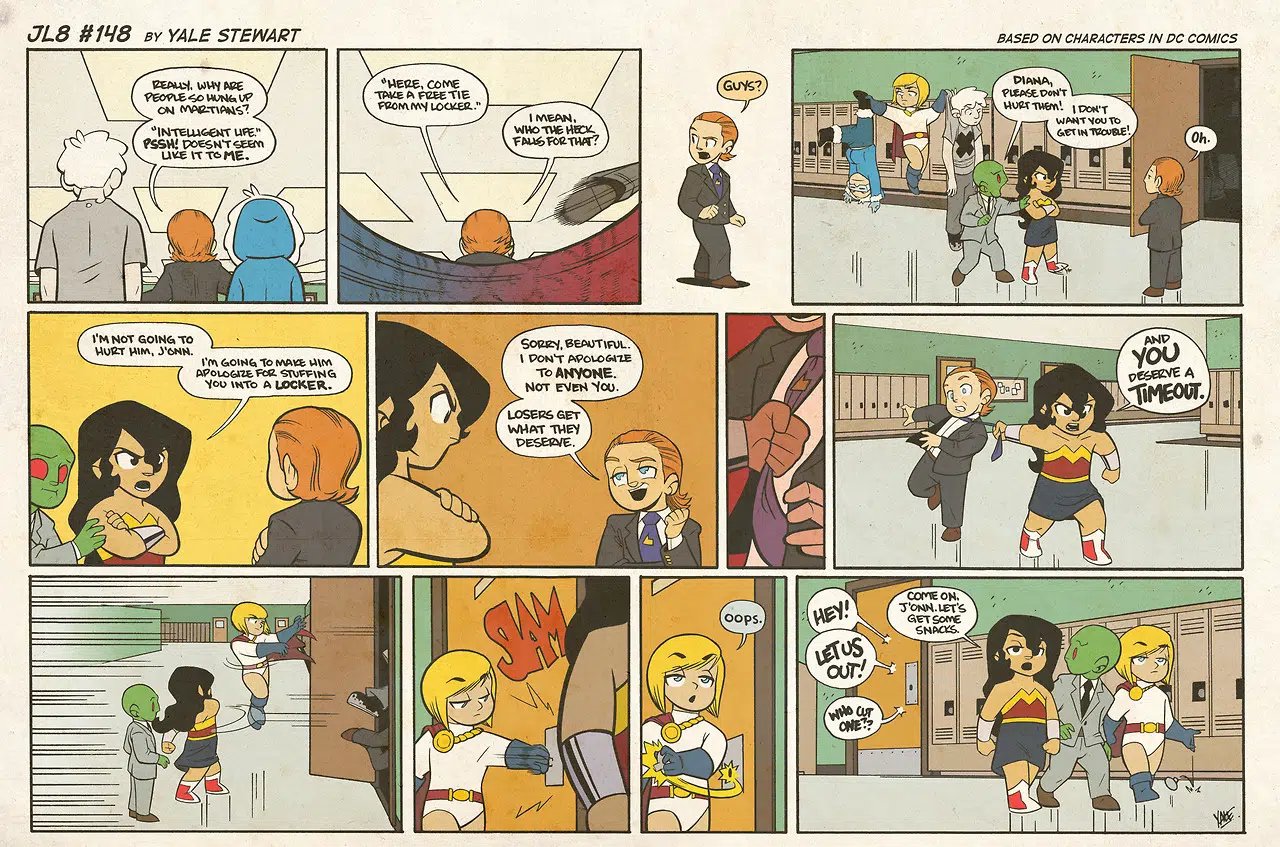 JL8 #148 BY YALE STEWART
BASED ON CHARACTERS IN DC COMICS
REALLY. WHY ARE
PEOPLE SO HUNG UP
ON MARTIANS?
"INTELLIGENT LIFE."
PSSH! DOESN'T SEEM
LIKE IT TO ME.
"HERE, COME
TAKE A FREE TIE
FROM MY LOCKER."
I MEAN,
WHO THE HECK
FALLS FOR THAT?
GUYS?
DIANA,
PLEASE DON'T
HURT THEM!
I DON'T
WANT YOU TO
GET IN TROUBLE!
Oh.
I'M NOT GOING TO
HURT HIM, J'ONN.
I'M GOING TO MAKE HIM
APOLOGIZE FOR STUFFING
YOU INTO A LOCKER.
SORRY, BEAUTIFUL.
I DON'T APOLOGIZE
TO ANYONE.
NOT EVEN YOU.
LOSERS GET
WHAT THEY
DESERVE.
AND
YOU
DESERVE A
TIMEOUT.
SLAM
OOPS.
HEY!
LET US
OUT!
WHO CUT
ONE??
COME ON,
J'ONN. LET'S
GET SOME
SNACKS.
YALE